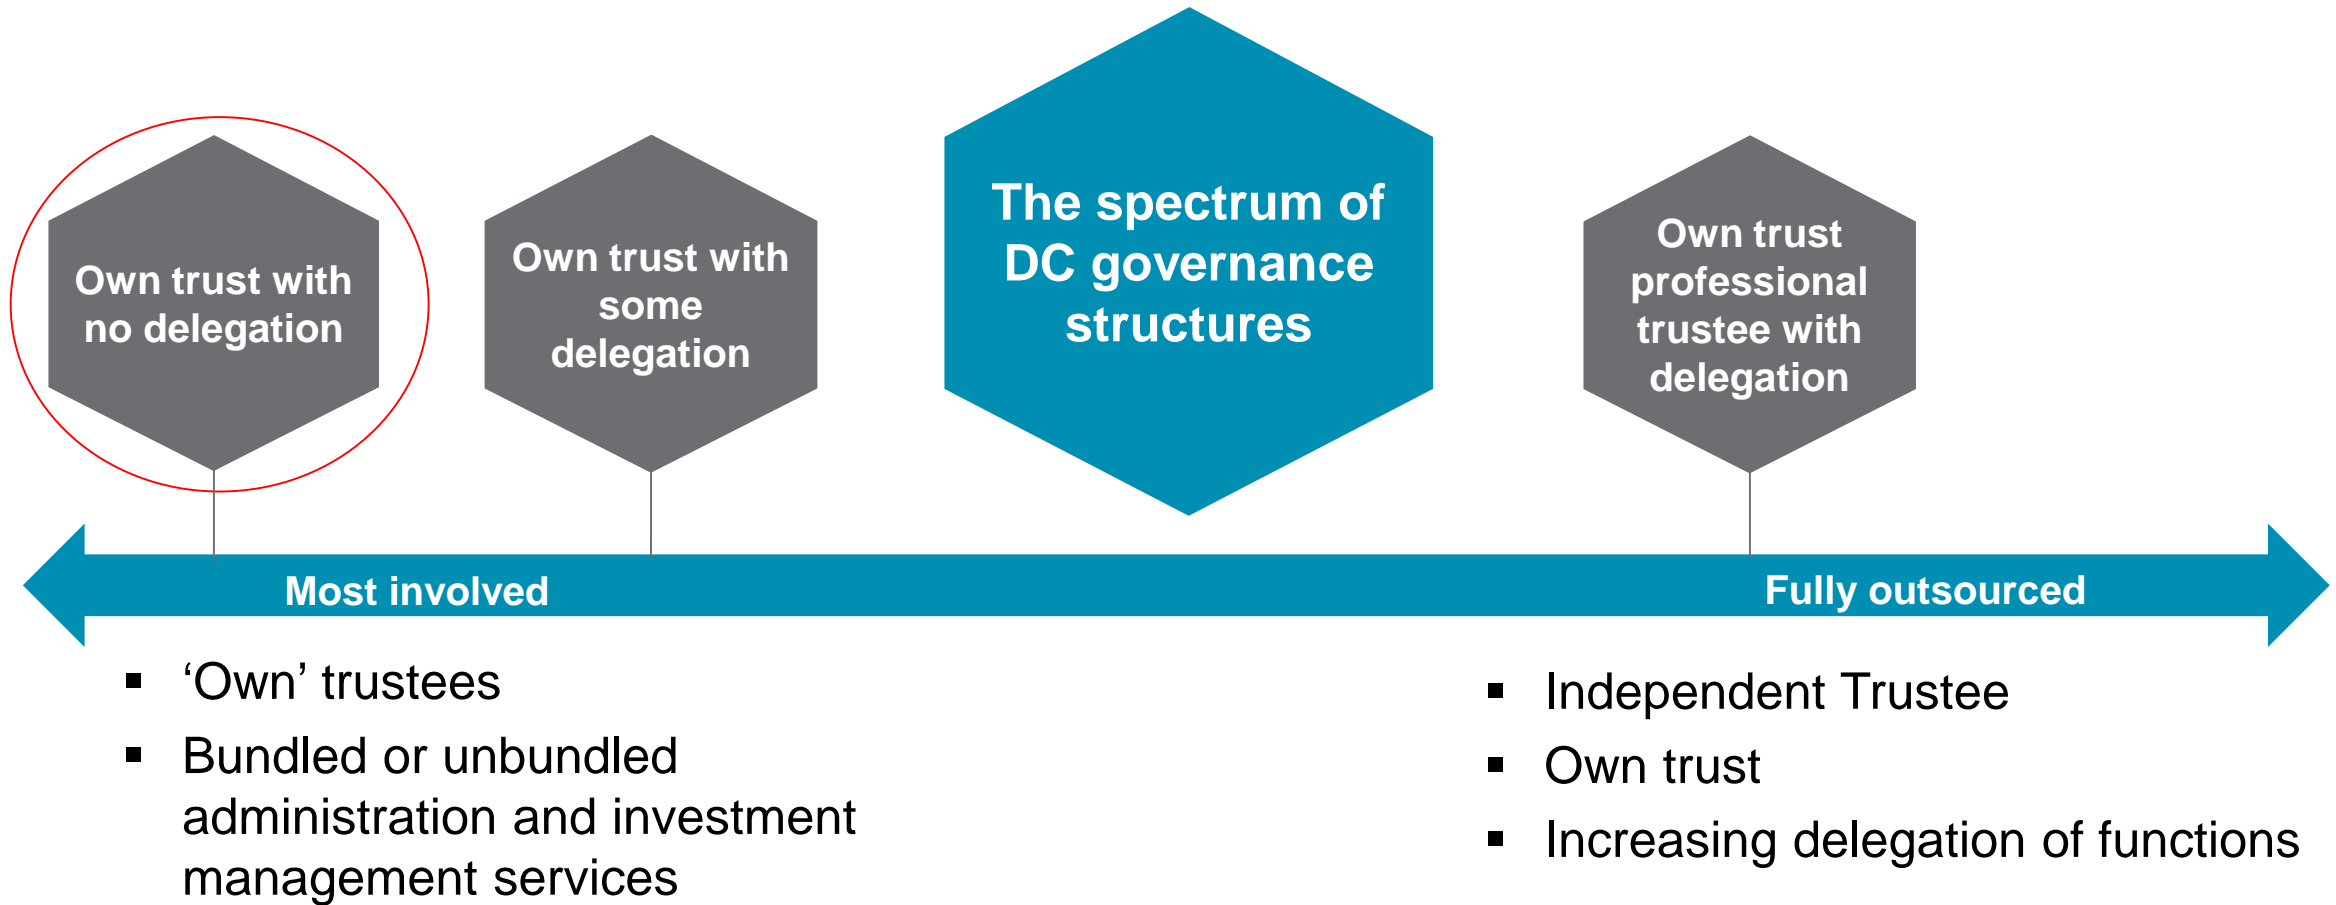 Own trust with
no delegation
Own trust with
some
delegation
The spectrum of
DC governance
structures
Own trust
professional
trustee with
delegation
Most involved
Fully outsourced
▪ ‘Own’ trustees
▪ Bundled or unbundled
administration and investment
management services
▪ Independent Trustee
▪ Own trust
▪ Increasing delegation of functions